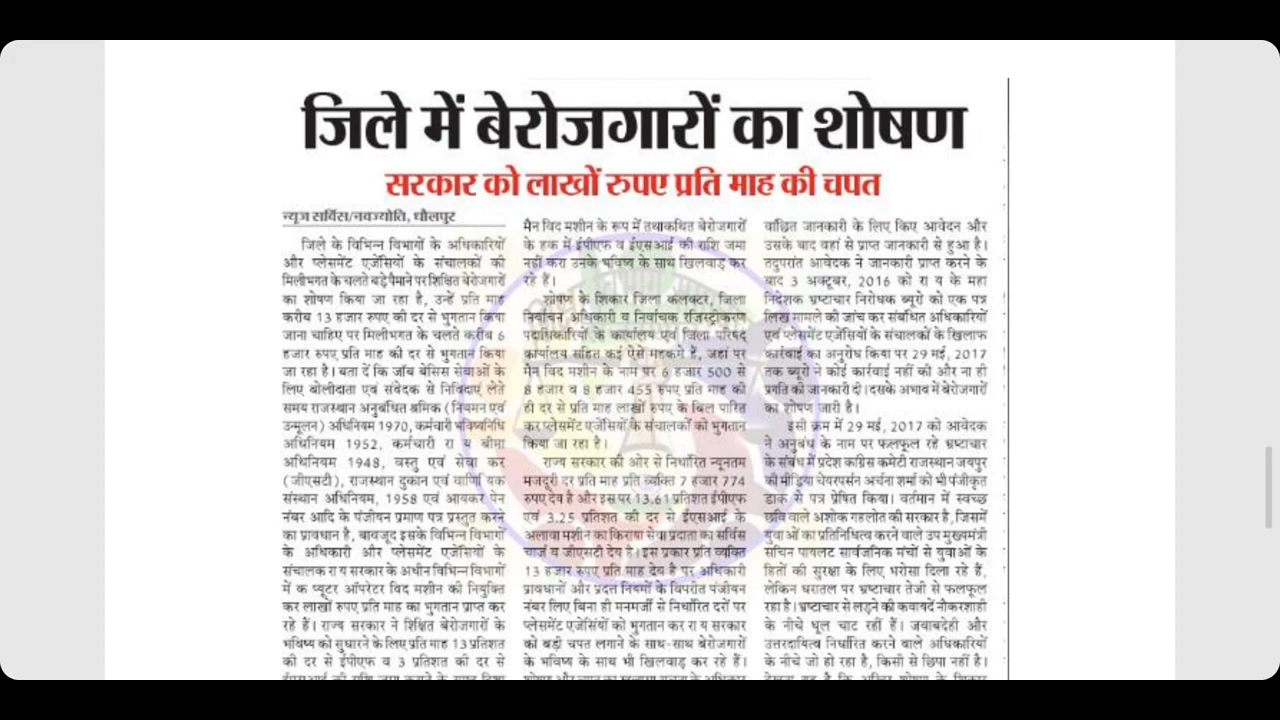 जिले में बेरोजगारों का शोषण
सरकार को लाखों रुपए प्रति माह की चपत
न्यूज सर्विस/नवज्योति, धौलपुर
जिले के विभिन्न विभागों के अधिकारियों
और प्लेसमेंट एजेंसियों के संचालकों की
मिलीभगत के चलते बड़े पैमाने पर शिक्षित बेरोजगारों
का शोषण किया जा रहा है, उन्हें प्रति माह
करीब 13 हजार रुपए की दर से भुगतान किया
जाना चाहिए पर मिलीभगत के चलते करीब 6
हजार रुपए प्रति माह की दर से भुगतान किया
जा रहा है। बता दें कि जॉब बेसिस सेवाओं के
लिए बोलीदाता एवं संवेदक से निविदाएं लेते
समय राजस्थान अनुबंधित श्रमिक (नियमन एवं
उन्मूलन) अधिनियम 1970, कर्मचारी भविष्यनिधि
अधिनियम 1952, कर्मचारी रा य बीमा
अधिनियम 1948, वस्तु एवं सेवा कर
(जीएसटी), राजस्थान दुकान एवं वाणि यिक
संस्थान अधिनियम, 1958 एवं आयकर पेन
नंबर आदि के पंजीयन प्रमाण पत्र प्रस्तुत करने
का प्रावधान है, बावजूद इसके विभिन्न विभागों
के अधिकारी और प्लेसमेंट एजेंसियों के
संचालक रा य सरकार के अधीन विभिन्न विभागों
में क प्यूटर ऑपरेटर विद मशीन की नियुक्ति
कर लाखों रुपए प्रति माह का भुगतान प्राप्त कर
रहे हैं। राज्य सरकार ने शिक्षित बेरोजगारों के
भविष्य को सुधारने के लिए प्रति माह 13 प्रतिशत
की दर से ईपीएफ व 3 प्रतिशत की दर से
ईएसआई की राशि जमा कराने के
मैन विद मशीन के रूप में तथाकथित बेरोजगारों
के हक में ईपीएफ व ईएसआई की राशि जमा
नहीं करा उनके भविष्य के साथ खिलवाड़ कर
रहे हैं।
शोषण के शिकार जिला कलक्टर, जिला
निर्वाचन अधिकारी व निर्वाचक रजिस्ट्रीकरण
पदाधिकारियों के कार्यालय एवं जिला परिषद्
कार्यालय सहित कई ऐसे महकमे हैं, जहां पर
मैन विद मशीन के नाम पर 6 हजार 500 से
8 हजार व 8 हजार 455 रुपए प्रति माह की
ही दर से प्रति माह लाखों रुपए के बिल पारित
कर प्लेसमेंट एजेंसियों के संचालकों को भुगतान
किया जा रहा है।
राज्य सरकार की ओर से निर्धारित न्यूनतम
मजदूरी दर प्रति माह प्रति व्यक्ति 7 हजार 774
रुपए देय है और इस पर 13.61 प्रतिशत ईपीएफ
एवं 3.25 प्रतिशत की दर से ईएसआई के
अलावा मशीन का किराया सेवा प्रदाता का सर्विस
चार्ज व जीएसटी देय है। इस प्रकार प्रति व्यक्ति
13 हजार रुपए प्रति माह देय है पर अधिकारी
प्रावधानों और प्रदत्त नियमों के विपरीत पंजीयन
नंबर लिए बिना ही मनमर्जी से निर्धारित दरों पर
प्लेसमेंट एजेंसियों को भुगतान कर रा य सरकार
को बड़ी चपत लगाने के साथ-साथ बेरोजगारों
के भविष्य के साथ भी खिलवाड़ कर रहे हैं।
वांछित जानकारी के लिए किए आवेदन और
उसके बाद वहां से प्राप्त जानकारी से हुआ है।
तदुपरांत आवेदक ने जानकारी प्राप्त करने के
बाद 3 अक्टूबर, 2016 को रा य के महा
निदेशक भ्रष्टाचार निरोधक ब्यूरो को एक पत्र
लिख मामले की जांच कर संबंधित अधिकारियों
एवं प्लेसमेंट एजेंसियों के संचालकों के खिलाफ
कार्रवाई का अनुरोध किया पर 29 मई, 2017
तक ब्यूरो ने कोई कार्रवाई नहीं की और ना ही
प्रगति की जानकारी दी। दसके अभाव में बेरोजगारों
का शोषण जारी है।
इसी क्रम में 29 मई, 2017 को आवेदक
ने अनुबंध के नाम पर फलफूल रहे भ्रष्टाचार
के संबंध में प्रदेश कांग्रेस कमेटी राजस्थान जयपुर
की मीडिया चेयरपर्सन अर्चना शर्मा को भी पंजीकृत
डाक से पत्र प्रेषित किया। वर्तमान में स्वच्छ
छवि वाले अशोक गहलोत की सरकार है, जिसमें
युवाओं का प्रतिनिधित्व करने वाले उप मुख्यमंत्री
सचिन पायलट सार्वजनिक मंचों से युवाओं के
हितों की सुरक्षा के लिए भरोसा दिला रहे हैं,
लेकिन धरातल पर भ्रष्टाचार तेजी से फलफूल
रहा है। भ्रष्टाचार से लड़ने की कवायदें नौकरशाही
के नीचे धूल चाट रहीं हैं। जवाबदेही और
उत्तरदायित्व निर्धारित करने वाले अधिकारियों
के नीचे जो हो रहा है, किसी से छिपा नहीं है।